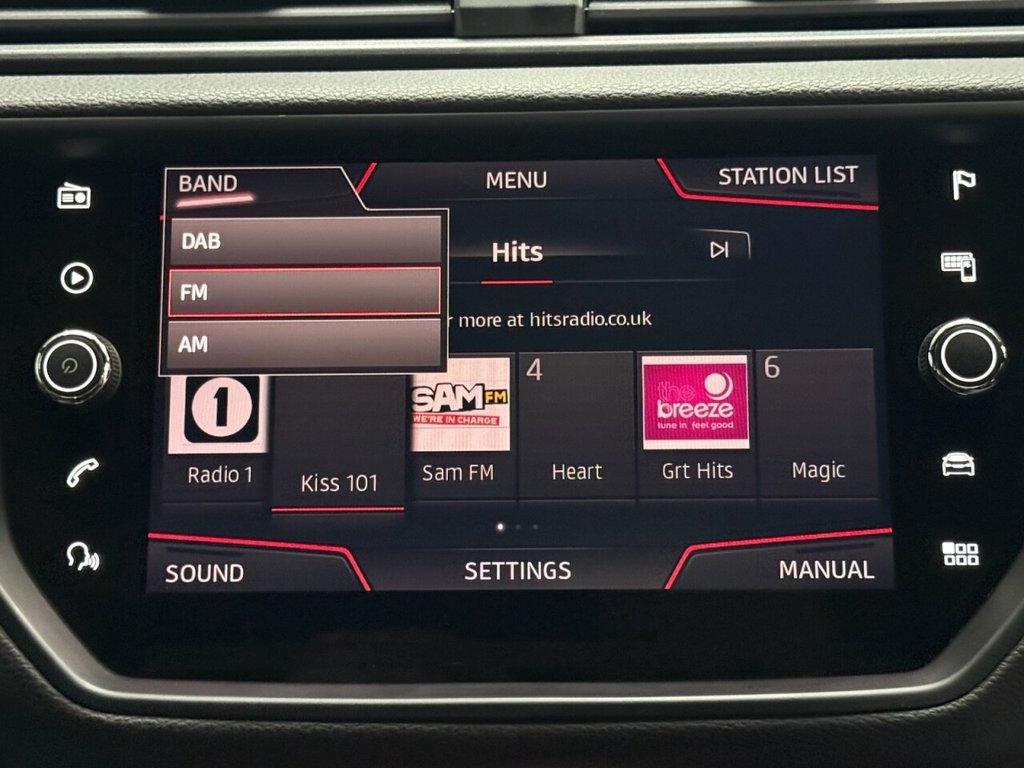 BAND
MENU
STATION LIST
DAB
FM
AM
Hits
r more at hitsradio.co.uk
1
SAM FM
WE'RE IN CHARGE
4
the
breeze
tune in feel good
6
Radio 1
Kiss 101
Sam FM
Heart
Grt Hits
Magic
SOUND
SETTINGS
MANUAL